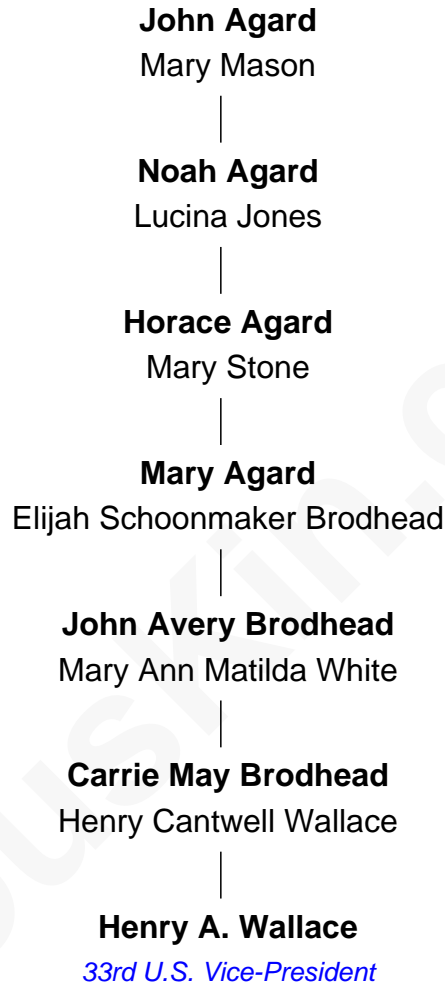 John Agard
Mary Mason
Noah Agard
Lucina Jones
Horace Agard
Mary Stone
Mary Agard
Elijah Schoonmaker Brodhead
John Avery Brodhead
Mary Ann Matilda White
Carrie May Brodhead
Henry Cantwell Wallace
Henry A. Wallace
33rd U.S. Vice-President